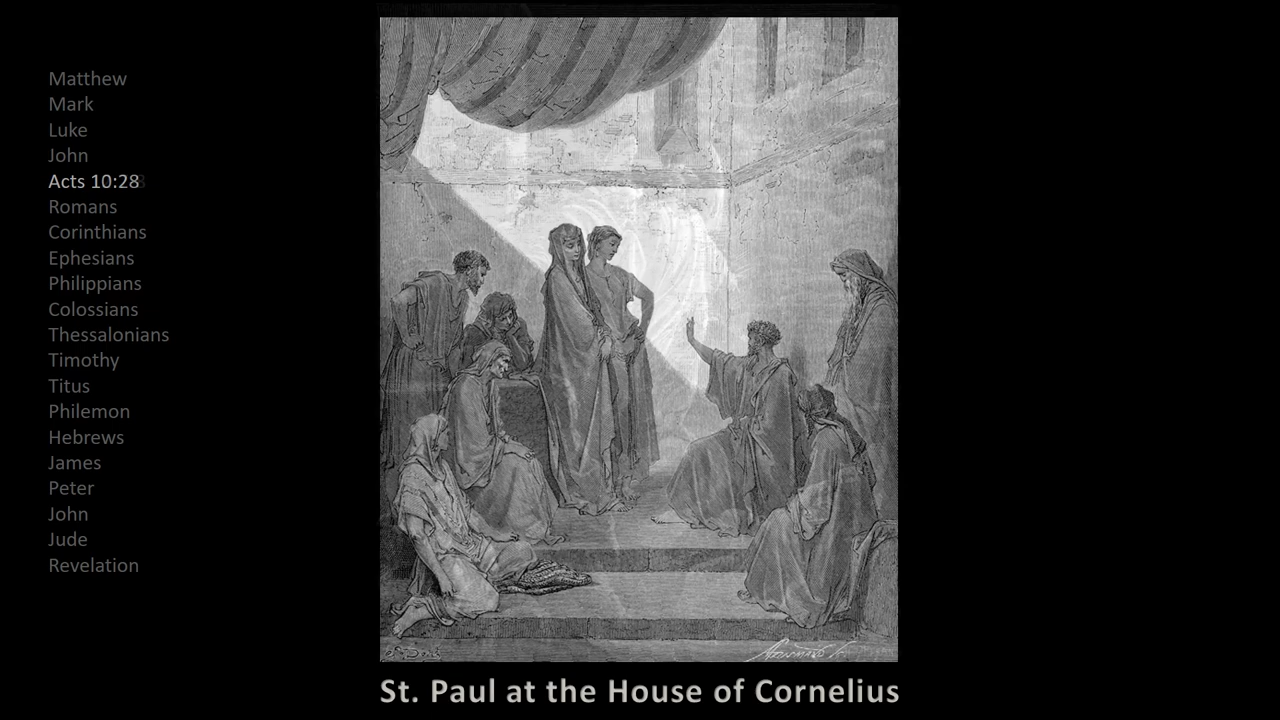 Matthew
Mark
Luke
John
Acts 10:28
Romans
Corinthians
Ephesians
Philippians
Colossians
Thessalonians
Timothy
Titus
Philemon
Hebrews
James
Peter
John
Jude
Revelation
St. Paul at the House of Cornelius